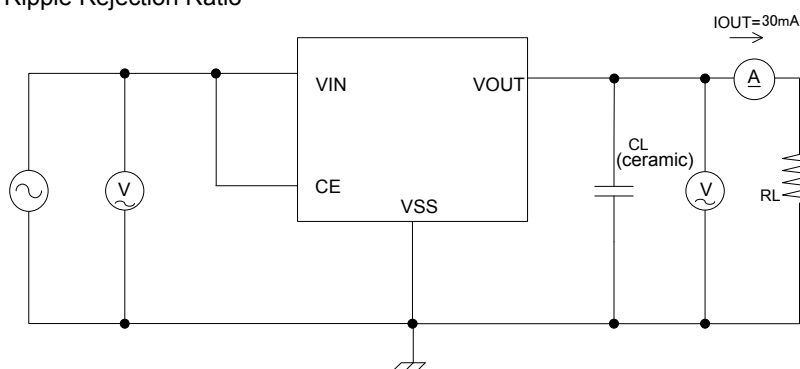 Ripple Rejection Ratio
IOUT=30mA
VIN
VOUT
A
CL
(ceramic)
V
CE
V
RL
VSS